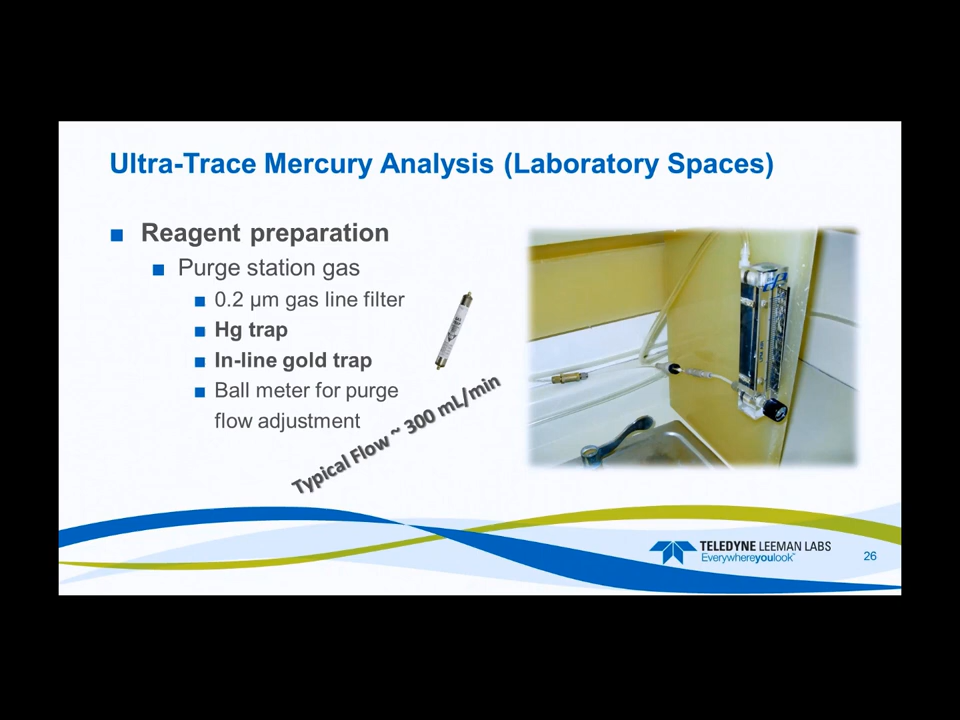 Ultra-Trace Mercury Analysis (Laboratory Spaces)
Reagent preparation
Purge station gas
0.2 µm gas line filter
Hg trap
In-line gold trap
Ball meter for purge
flow adjustment
Typical Flow ~ 300 mL/min
TELEDYNE LEEMAN LABS
Everywhereyoulook™
26